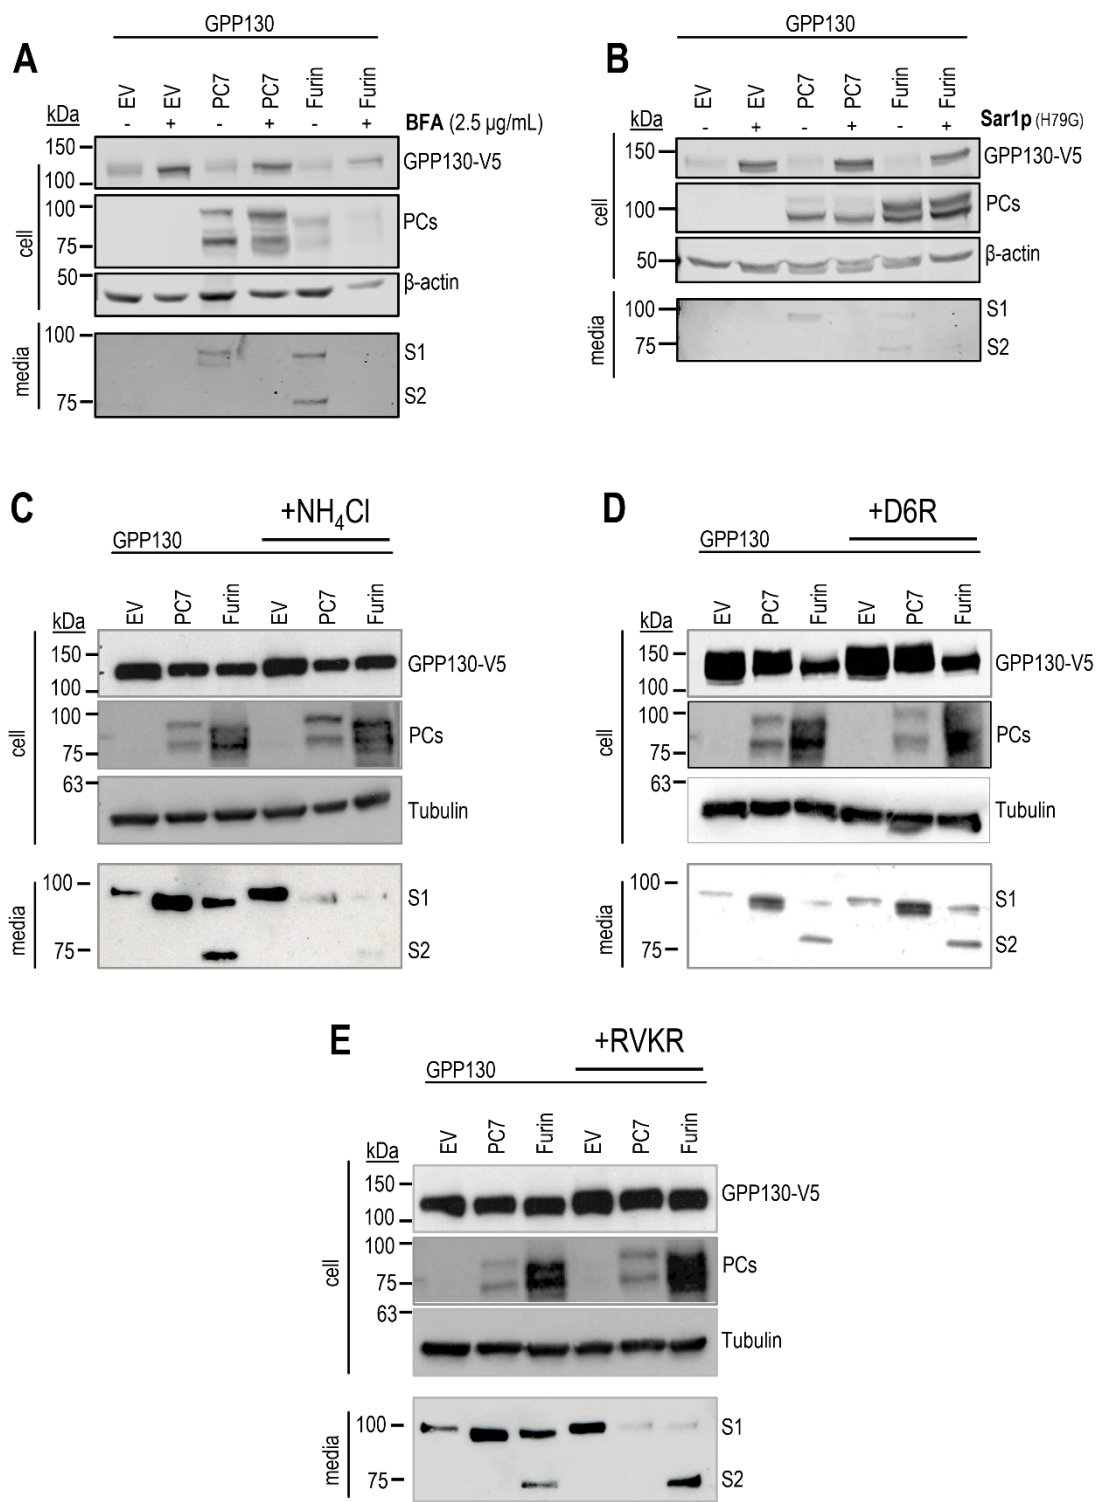 A
GPP130
EV EV PC7 PC7 Furin Furin
kDa
- + - + - + BFA (2.5 µg/mL)
150
100
GPP130-V5
100
75
PCs
50
β-actin
cell
100
75
S1
S2
media
B
GPP130
EV EV PC7 PC7 Furin Furin
kDa
- + - + - + Sar1p (H79G)
150
GPP130-V5
100
PCs
50
β-actin
cell
100
75
S1
S2
media
C
+NH4Cl
GPP130
EV PC7 Furin EV PC7 Furin
kDa
150
100
GPP130-V5
100
75
PCs
63
Tubulin
cell
100
75
S1
S2
media
D
+D6R
GPP130
EV PC7 Furin EV PC7 Furin
kDa
150
100
GPP130-V5
100
75
PCs
63
Tubulin
cell
100
75
S1
S2
media
E
+RVKR
GPP130
EV PC7 Furin EV PC7 Furin
kDa
150
100
GPP130-V5
100
75
PCs
63
Tubulin
cell
100
75
S1
S2
media